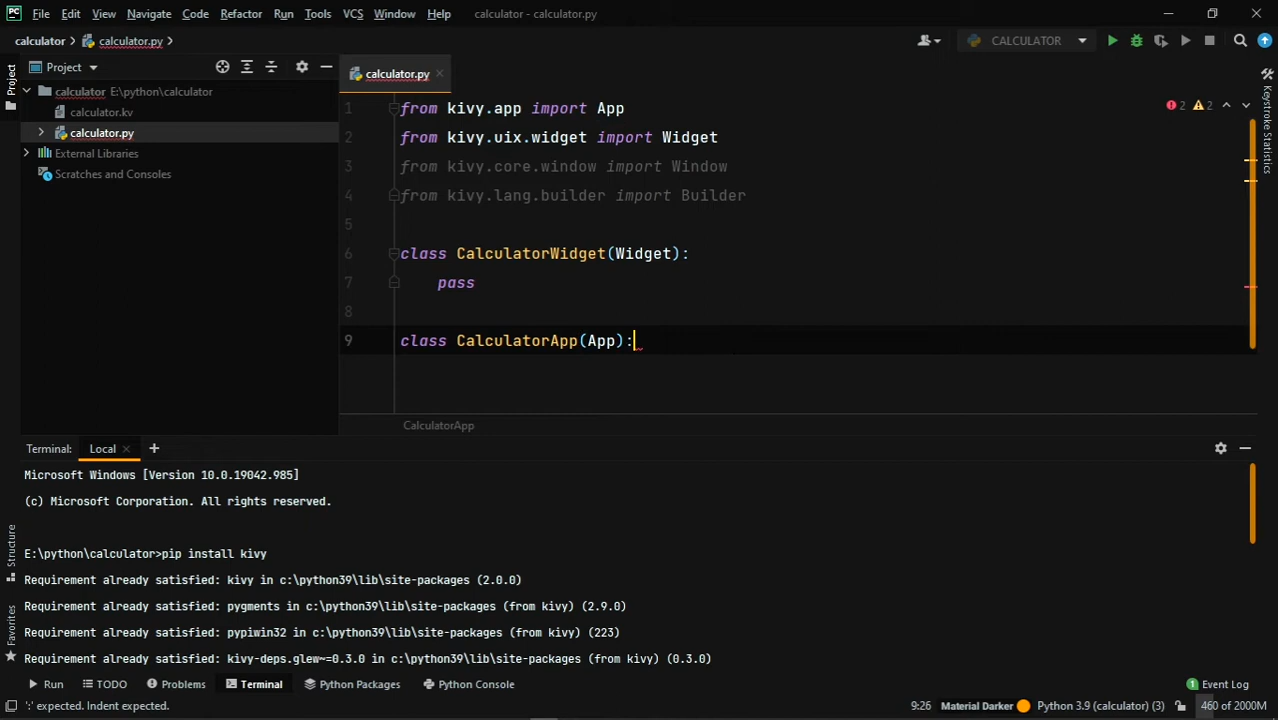 PC File Edit View Navigate Code Refactor Run Tools VCS Window Help calculator - calculator.py
calculator calculator.py CALCULATOR
Project calculator.py
calculator E:\python\calculator
calculator.kv
calculator.py
External Libraries
Scratches and Consoles
Project
Structure
Favorites
Keystroke Shortcuts
2 2
1 from kivy.app import App
2 from kivy.uix.widget import Widget
3 from kivy.core.window import Window
4 from kivy.lang.builder import Builder
5
6 class CalculatorWidget(Widget):
7 pass
8
9 class CalculatorApp(App):
CalculatorApp
Terminal: Local
Microsoft Windows [Version 10.0.19042.985]
(c) Microsoft Corporation. All rights reserved.
E:\python\calculator>pip install kivy
Requirement already satisfied: kivy in c:\python39\lib\site-packages (2.0.0)
Requirement already satisfied: pygments in c:\python39\lib\site-packages (from kivy) (2.9.0)
Requirement already satisfied: pypiwin32 in c:\python39\lib\site-packages (from kivy) (223)
Requirement already satisfied: kivy-deps.glew~=0.3.0 in c:\python39\lib\site-packages (from kivy) (0.3.0)
Run TODO Problems Terminal Python Packages Python Console 1 Event Log
':' expected. Indent expected. 9:26 Material Darker Python 3.9 (calculator) (3) 460 of 2000M